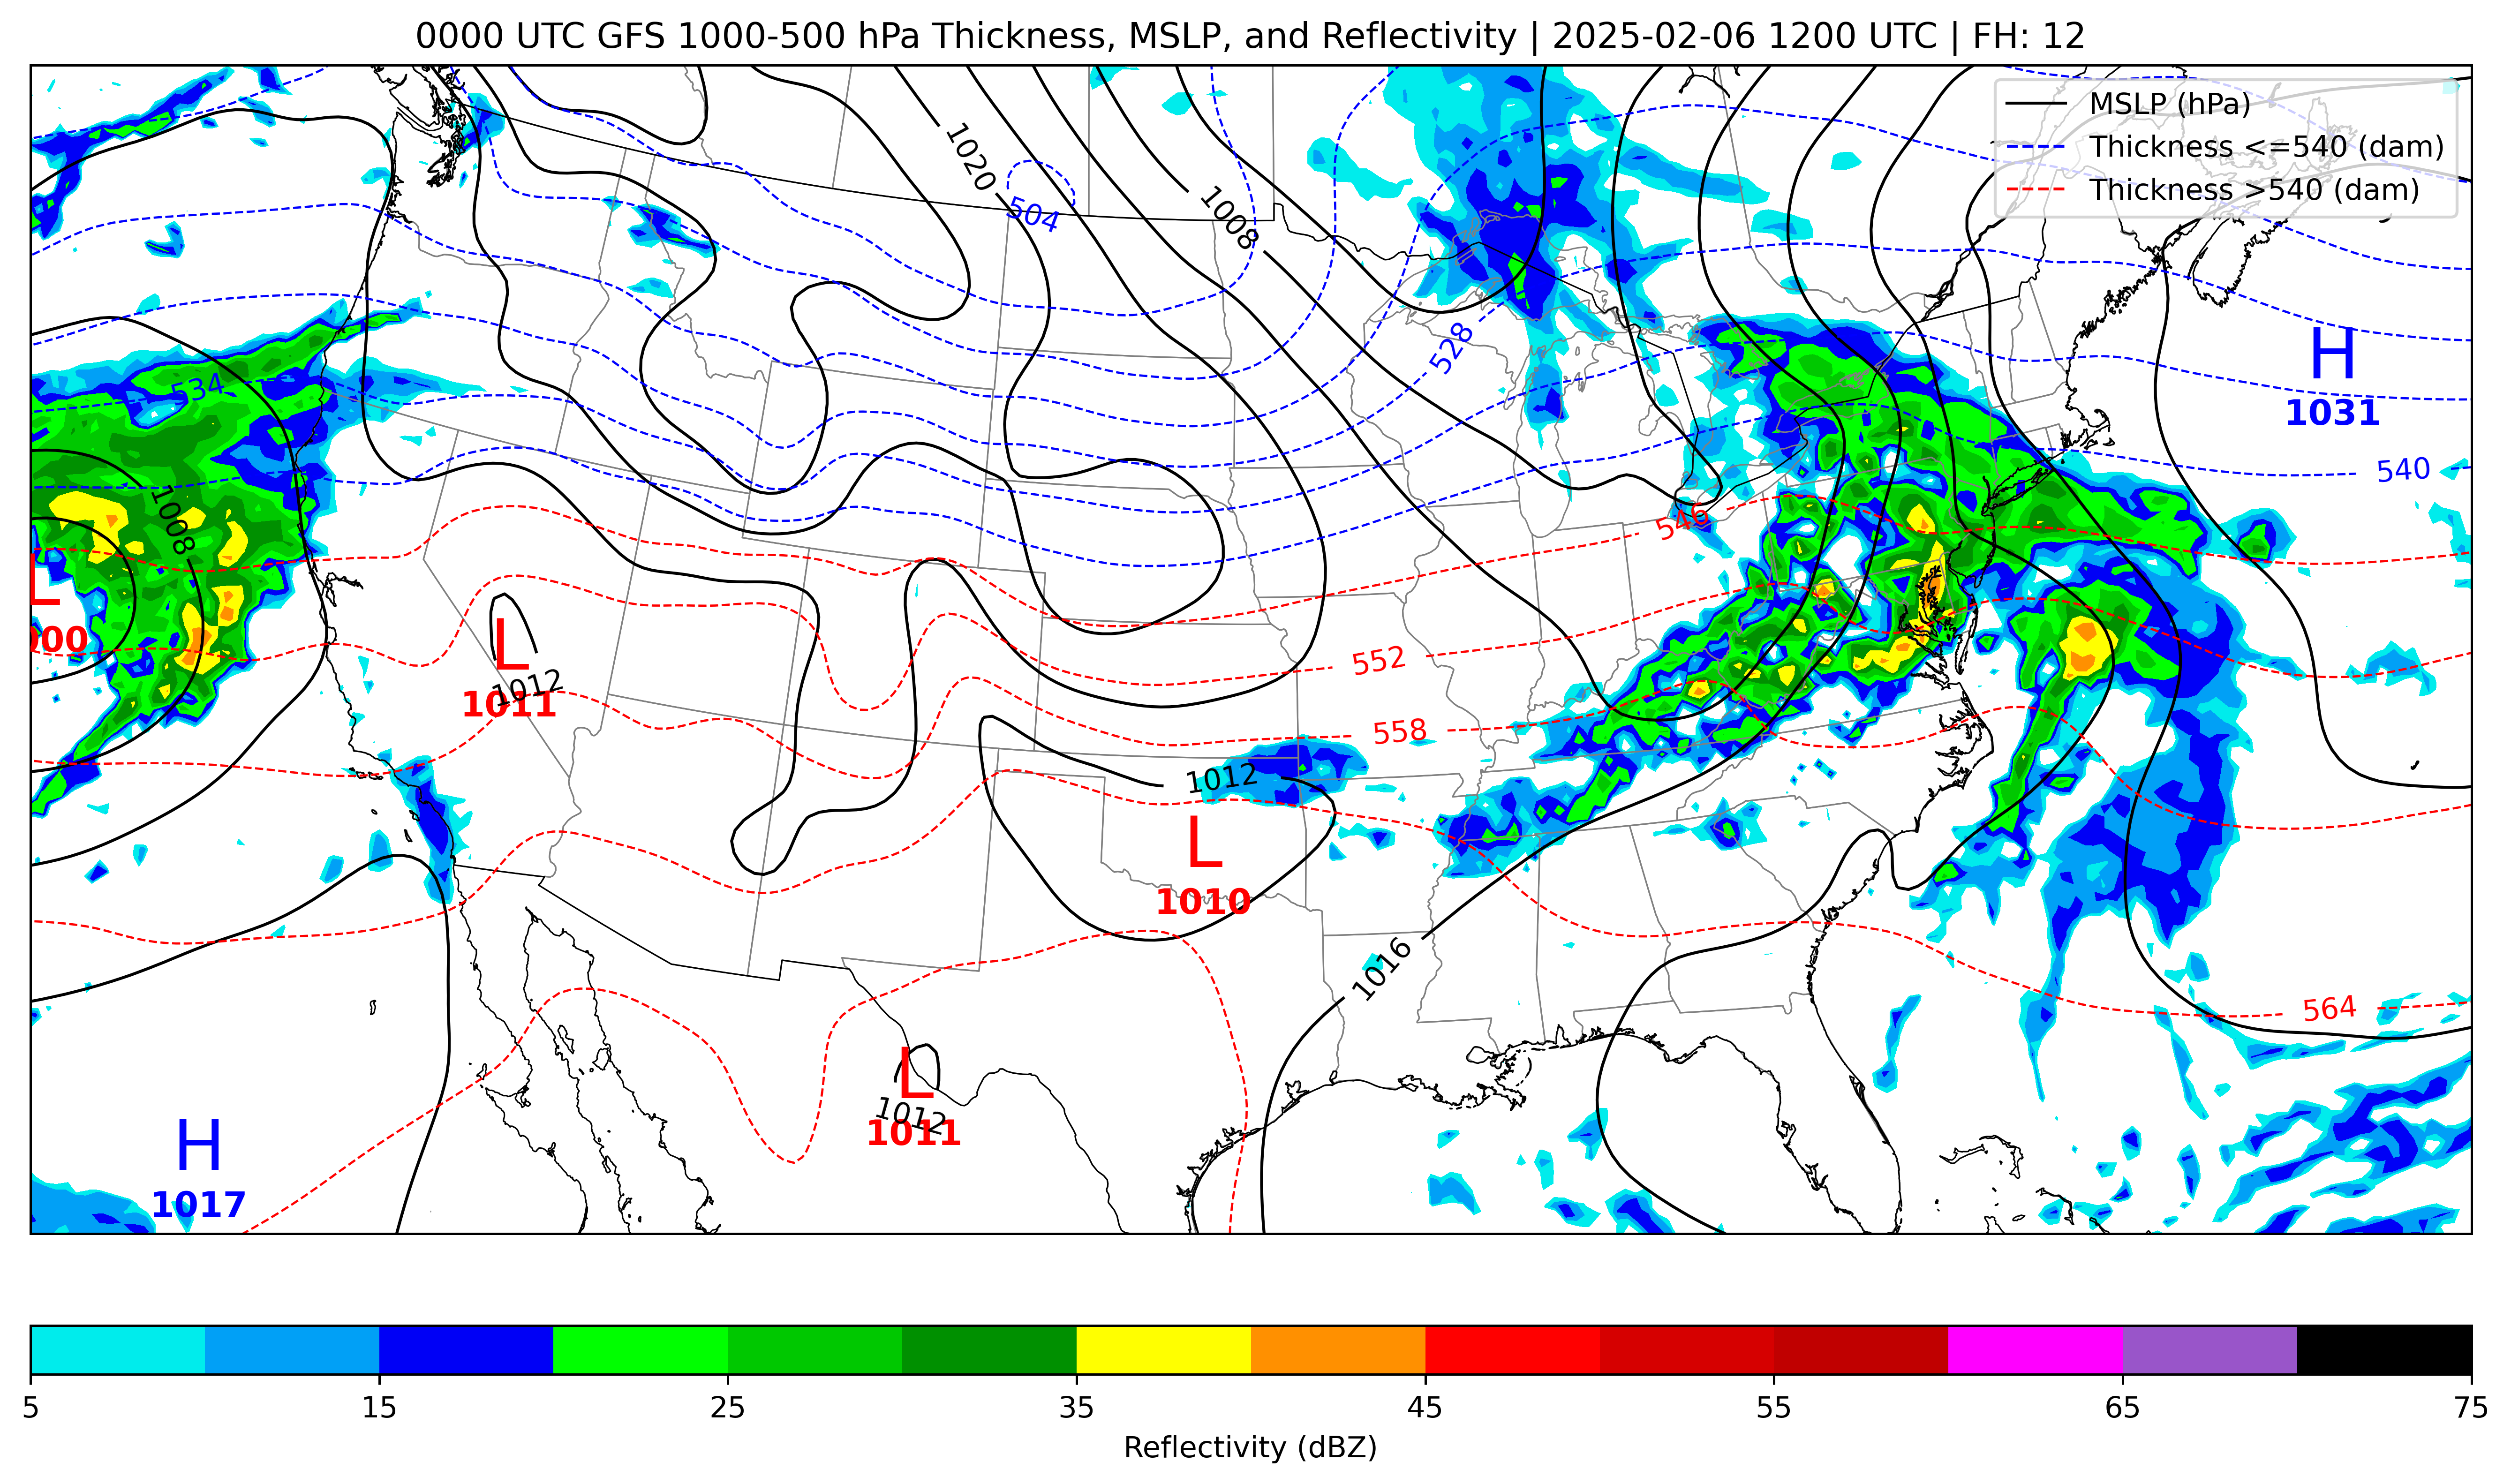 0000 UTC GFS 1000-500 hPa Thickness, MSLP, and Reflectivity | 2025-02-06 1200 UTC | FH: 12
MSLP (hPa)
Thickness <=540 (dam)
Thickness >540 (dam)
1020
504
1008
528
H
1031
534
540
1008
546
L
000
L
1012
1011
552
558
1012
L
1010
1016
564
L
1012
1011
H
1017
5
15
25
35
45
55
65
75
Reflectivity (dBZ)